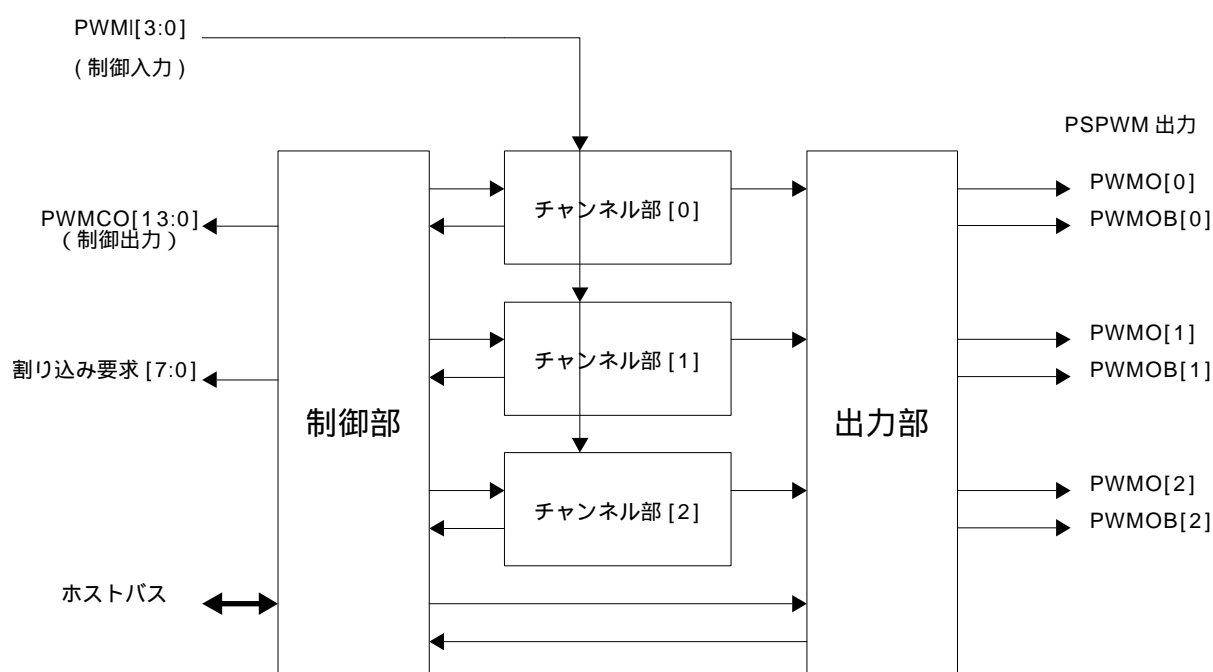 PWMI[3:0]
(制御入力)
PSPWM 出力
チャンネル部 [0]
PWMO[0]
PWMCO[13:0]
(制御出力)
PWMOB[0]
チャンネル部 [1]
PWMO[1]
割り込み要求 [7:0]
PWMOB[1]
制御部
出力部
チャンネル部 [2]
PWMO[2]
PWMOB[2]
ホストバス